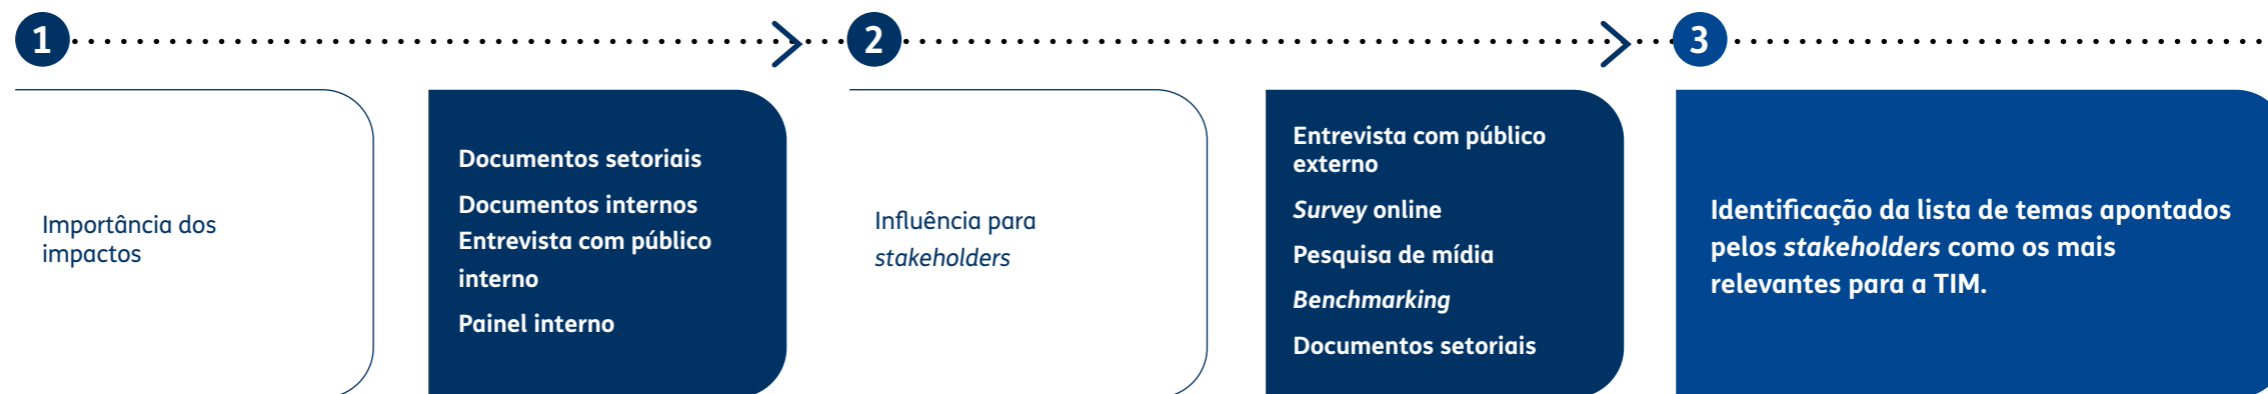 1
2
3
Importância dos
impactos
Documentos setoriais
Documentos internos
Entrevista com público
interno
Painel interno
Influência para
stakeholders
Entrevista com público
externo
Survey online
Pesquisa de mídia
Benchmarking
Documentos setoriais
Identificação da lista de temas apontados
pelos stakeholders como os mais
relevantes para a TIM.